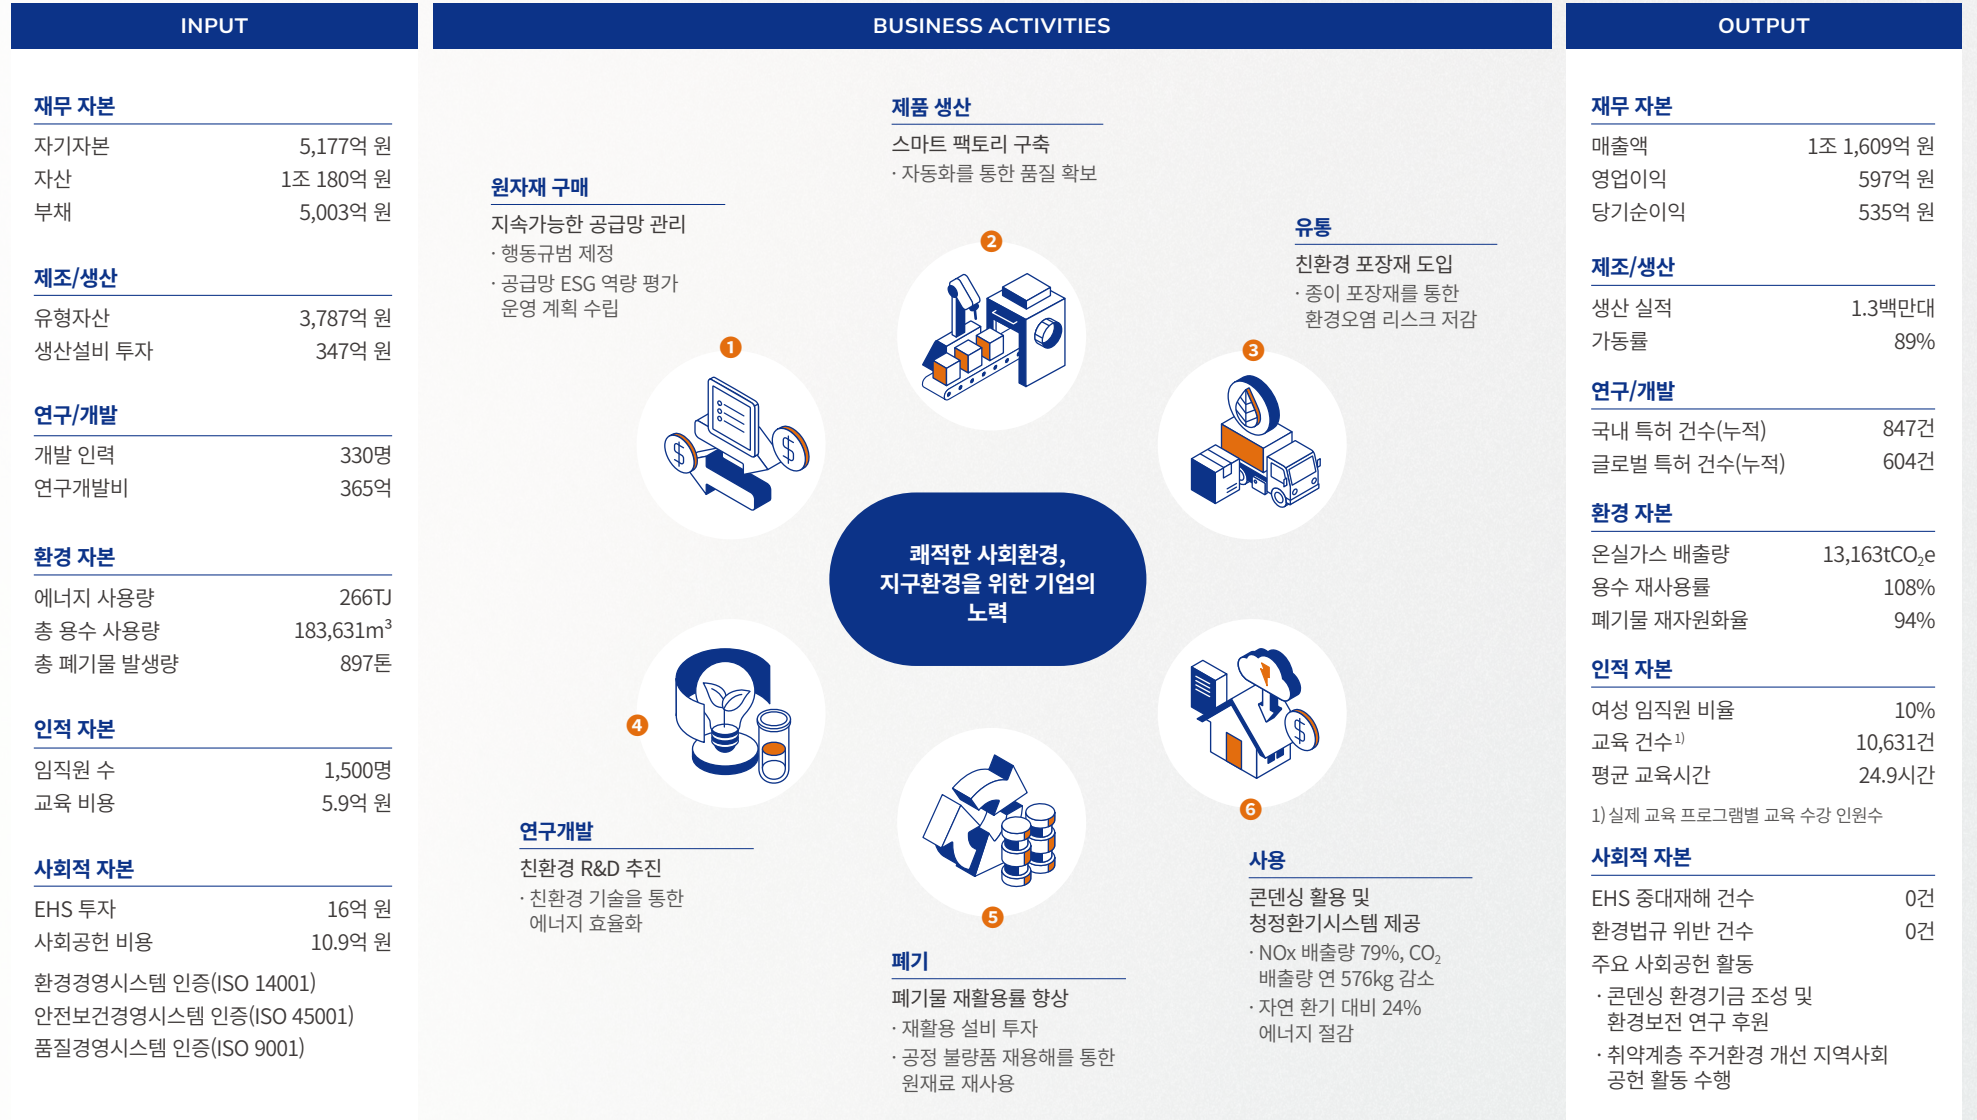 INPUT
재무 자본
자기자본 5,177억 원
자산 1조 180억 원
부채 5,003억 원
제조/생산
유형자산 3,787억 원
생산설비 투자 347억 원
연구/개발
개발 인력 330명
연구개발비 365억
환경 자본
에너지 사용량 266TJ
총 용수 사용량 183,631m³
총 폐기물 발생량 897톤
인적 자본
임직원 수 1,500명
교육 비용 5.9억 원
사회적 자본
EHS 투자 16억 원
사회공헌 비용 10.9억 원
환경경영시스템 인증(ISO 14001)
안전보건경영시스템 인증(ISO 45001)
품질경영시스템 인증(ISO 9001)
BUSINESS ACTIVITIES
원자재 구매
지속가능한 공급망 관리
· 행동규범 제정
· 공급망 ESG 역량 평가
운영 계획 수립
1
제품 생산
스마트 팩토리 구축
· 자동화를 통한 품질 확보
2
유통
친환경 포장재 도입
· 종이 포장재를 통한
환경오염 리스크 저감
3
쾌적한 사회환경,
지구환경을 위한 기업의
노력
4
연구개발
친환경 R&D 추진
· 친환경 기술을 통한
에너지 효율화
5
폐기
폐기물 재활용률 향상
· 재활용 설비 투자
· 공정 불량품 재용해를 통한
원재료 재사용
6
사용
콘덴싱 활용 및
청정환기시스템 제공
· NOx 배출량 79%, CO₂
배출량 연 576kg 감소
· 자연 환기 대비 24%
에너지 절감
OUTPUT
재무 자본
매출액 1조 1,609억 원
영업이익 597억 원
당기순이익 535억 원
제조/생산
생산 실적 1.3백만대
가동률 89%
연구/개발
국내 특허 건수(누적) 847건
글로벌 특허 건수(누적) 604건
환경 자본
온실가스 배출량 13,163tCO₂e
용수 재사용률 108%
폐기물 재자원화율 94%
인적 자본
여성 임직원 비율 10%
교육 건수¹⁾ 10,631건
평균 교육시간 24.9시간
1) 실제 교육 프로그램별 교육 수강 인원수
사회적 자본
EHS 중대재해 건수 0건
환경법규 위반 건수 0건
주요 사회공헌 활동
· 콘덴싱 환경기금 조성 및
환경보전 연구 후원
· 취약계층 주거환경 개선 지역사회
공헌 활동 수행